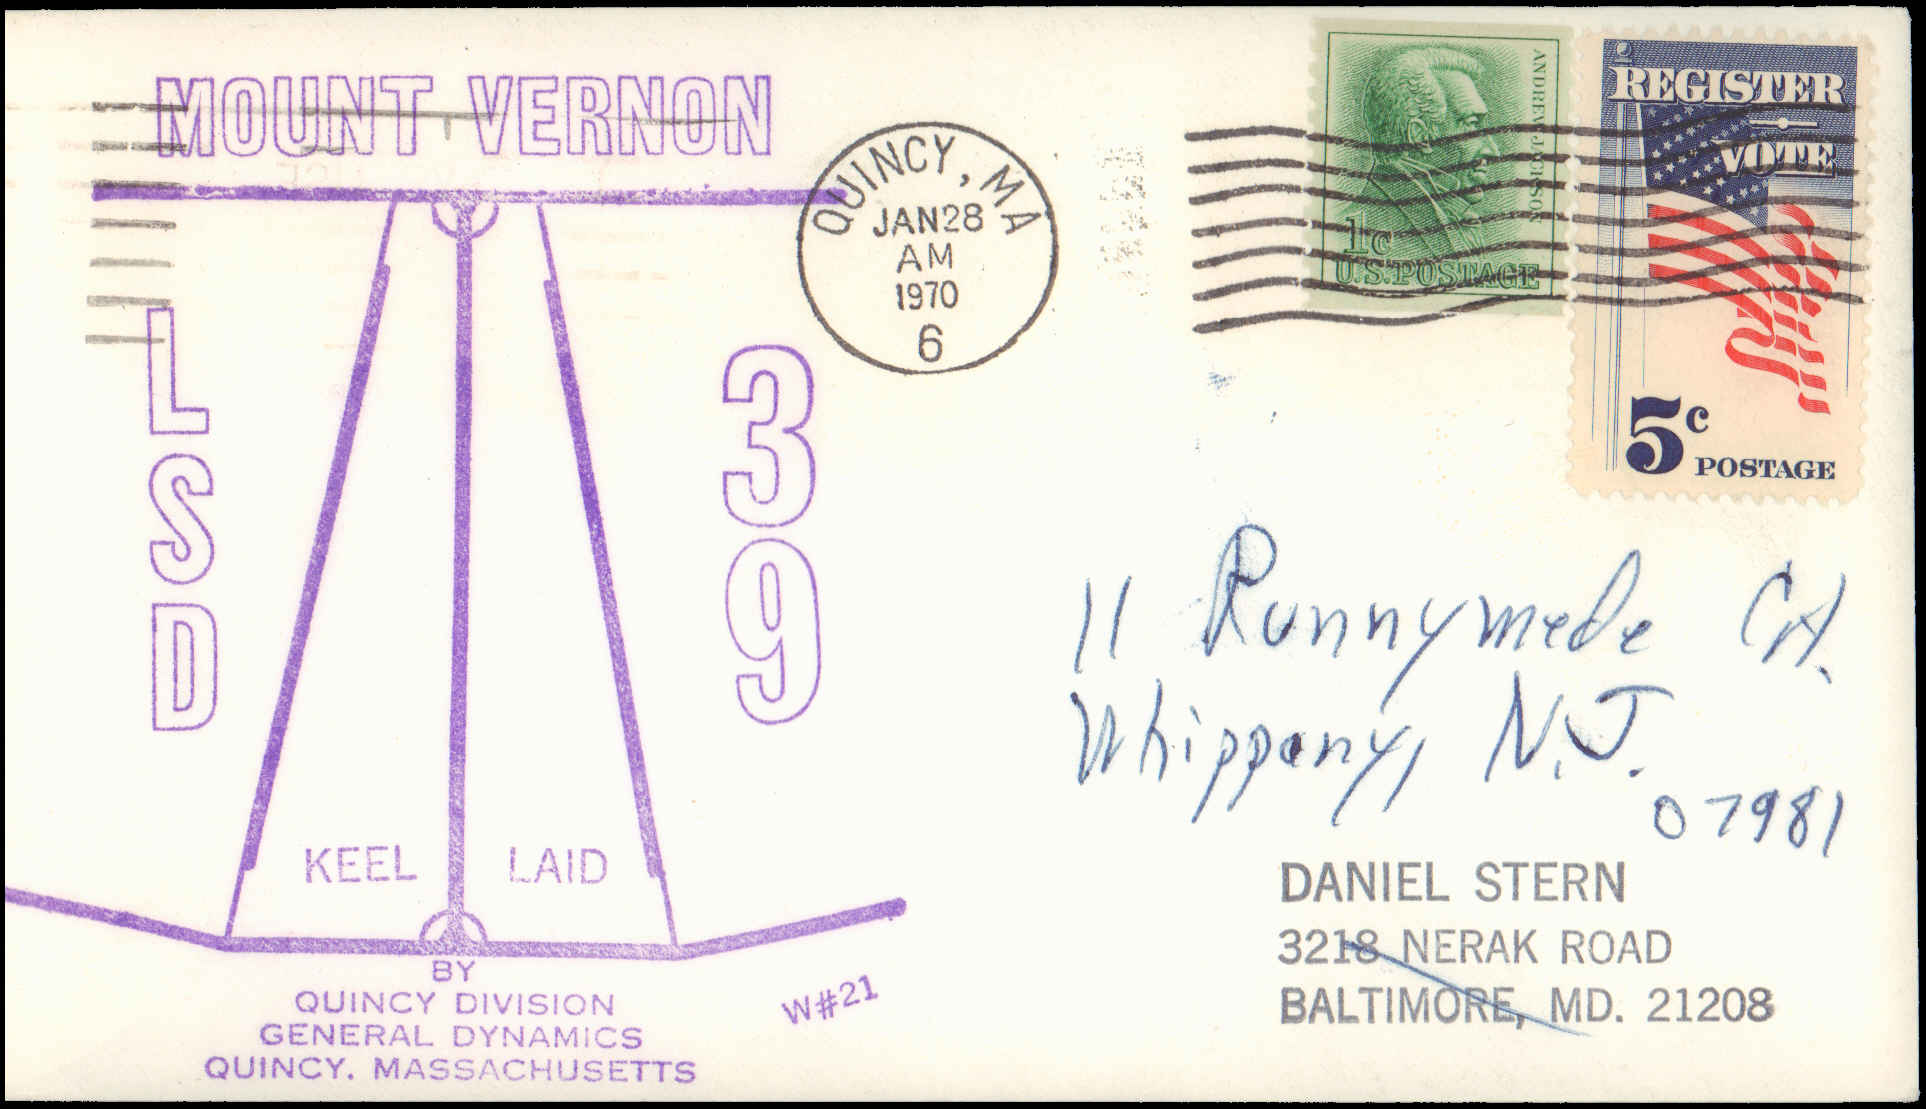 MOUNT VERNON
LSD
39
KEEL LAID
BY
QUINCY DIVISION
GENERAL DYNAMICS
QUINCY. MASSACHUSETTS
W#21
QUINCY, MA
JAN 28
AM
1970
6
ANDREW JACKSON
1c
U.S. POSTAGE
REGISTER
VOTE
5c
POSTAGE
11 Runnymede Ct.
Whippany, N.J.
07981
DANIEL STERN
3218 NERAK ROAD
BALTIMORE, MD. 21208